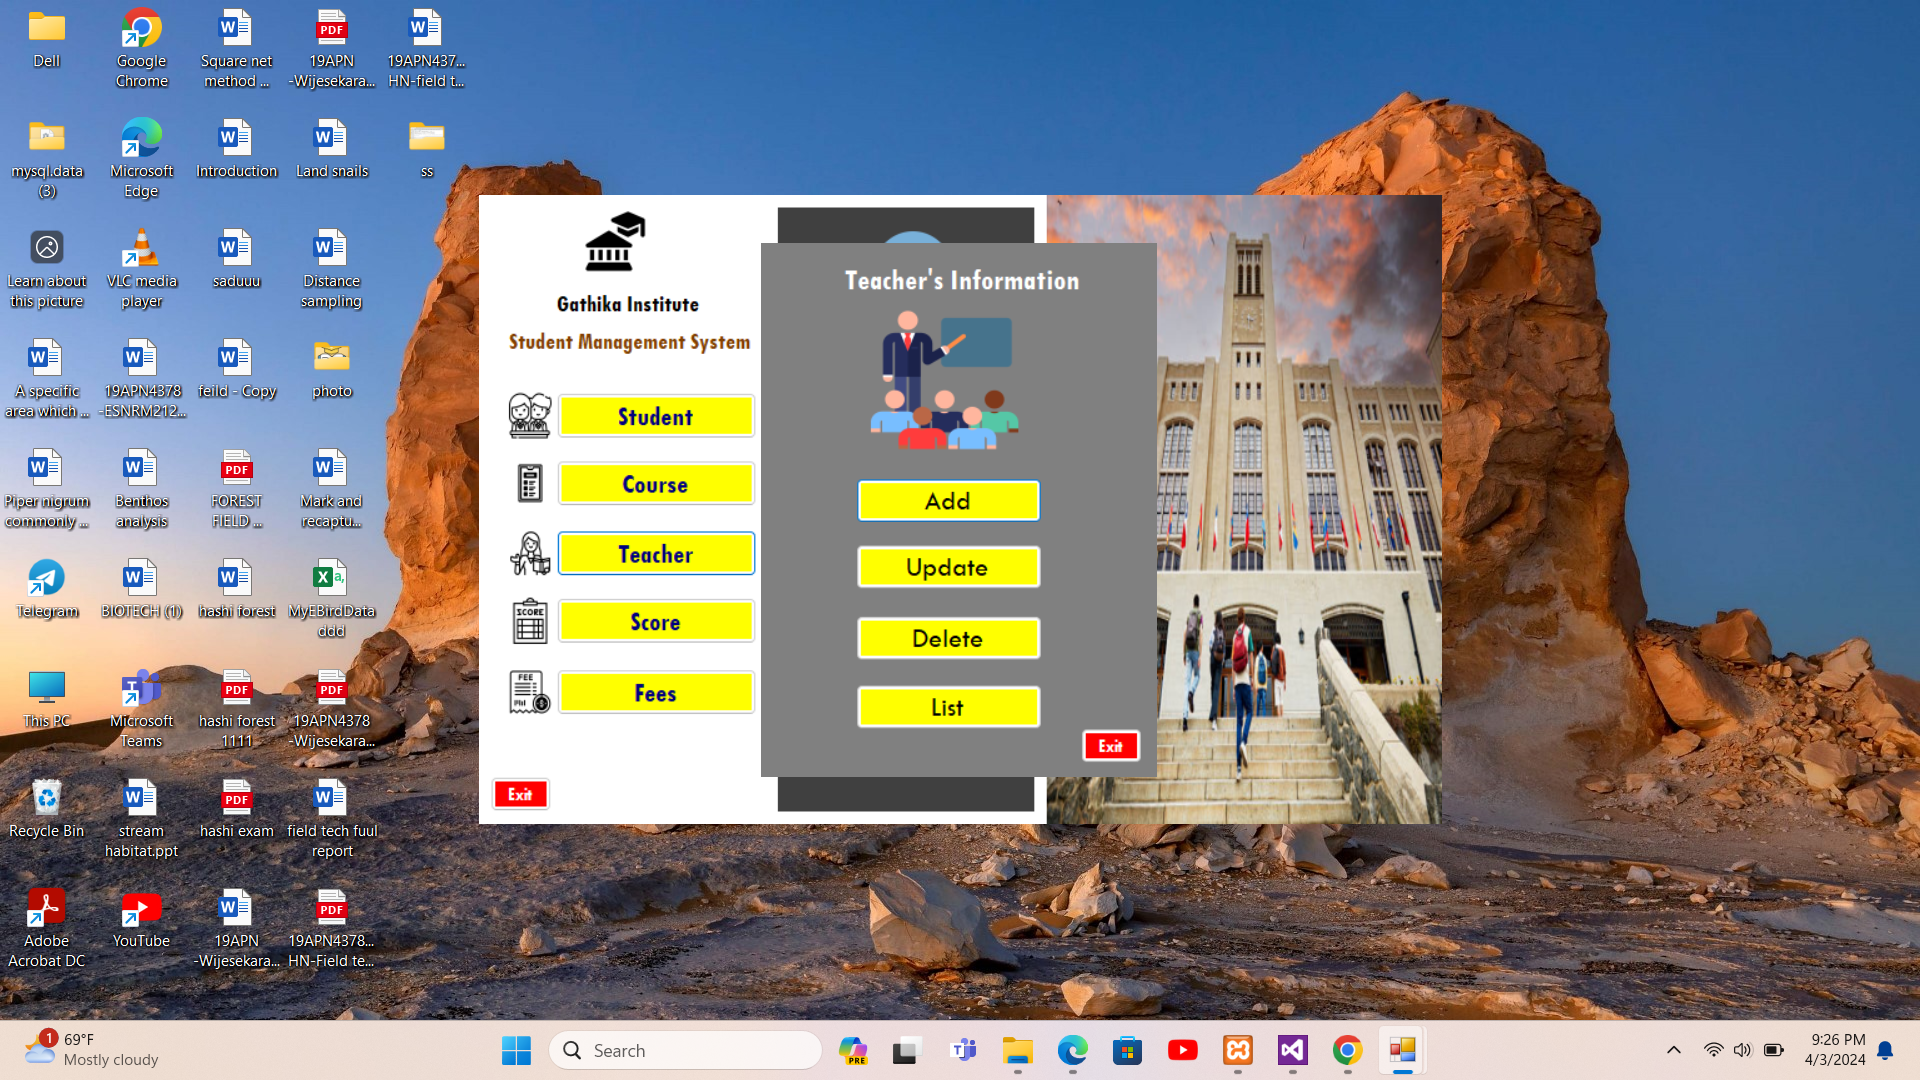 Dell
Google
Chrome
Square net
method ...
19APN
-Wijesekara...
19APN437...
HN-field t...
mysql.data
(3)
Microsoft
Edge
Introduction
Land snails
ss
Learn about
this picture
VLC media
player
saduuu
Distance
sampling
A specific
area which ...
19APN4378
-ESNRM212...
feild - Copy
photo
Piper nigrum
commonly ...
Benthos
analysis
FOREST
FIELD ...
Mark and
recaptu...
Telegram
BIOTECH (1)
hashi forest
MyEBirdData
ddd
This PC
Microsoft
Teams
hashi forest
1111
19APN4378
-Wijesekara...
Recycle Bin
stream
habitat.ppt
hashi exam
field tech fuul
report
Adobe
Acrobat DC
YouTube
19APN
-Wijesekara...
19APN4378...
HN-Field te...
Gathika Institute
Student Management System
Student
Course
Teacher
SCORE
Score
FEE
Fees
Exit
Teacher's Information
Add
Update
Delete
List
Exit
1
69°F
Mostly cloudy
Search
PRE
9:26 PM
4/3/2024